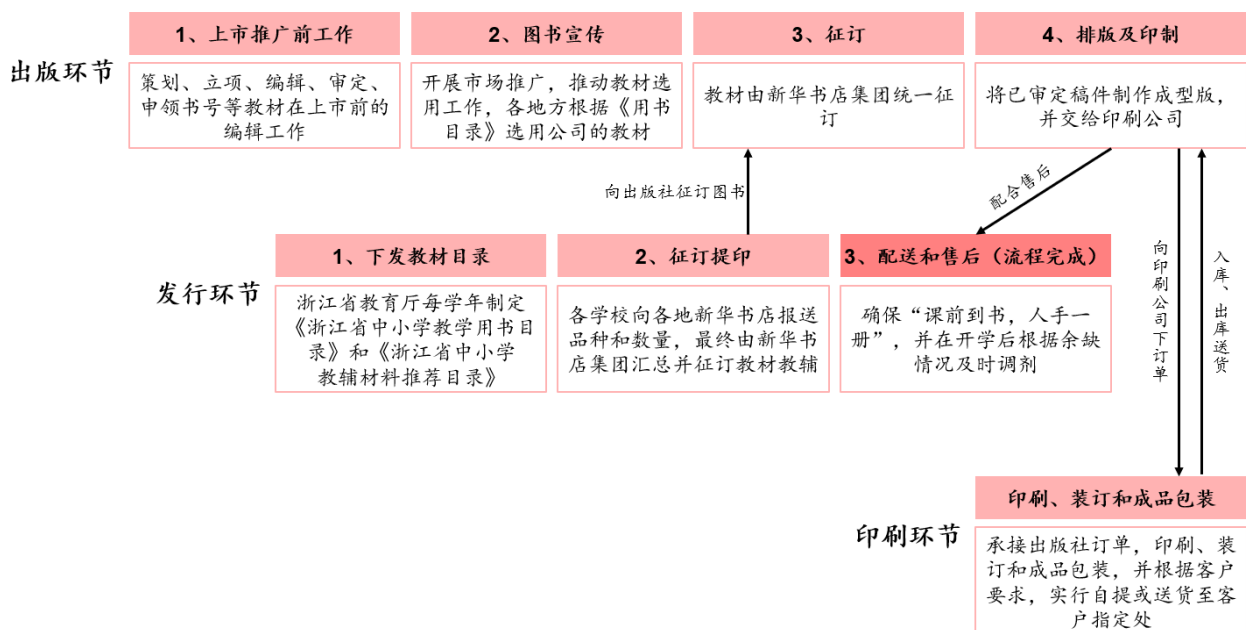 出版环节
1、上市推广前工作
策划、立项、编辑、审定、
申领书号等教材在上市前的
编辑工作
2、图书宣传
开展市场推广，推动教材选
用工作，各地方根据《用书
目录》选用公司的教材
3、征订
教材由新华书店集团统一征
订
4、排版及印制
将已审定稿件制作成型版，
并交给印刷公司
向出版社征订图书
配合售后
向印刷公司下订单
入库、出库送货
发行环节
1、下发教材目录
浙江省教育厅每学年制定
《浙江省中小学教学用书目
录》和《浙江省中小学
教辅材料推荐目录》
2、征订提印
各学校向各地新华书店报送
品种和数量，最终由新华书
店集团汇总并征订教材教辅
3、配送和售后（流程完成）
确保“课前到书，人手一
册”，并在开学后根据余缺
情况及时调剂
印刷环节
印刷、装订和成品包装
承接出版社订单，印刷、装
订和成品包装，并根据客户
要求，实行自提或送货至客
户指定处